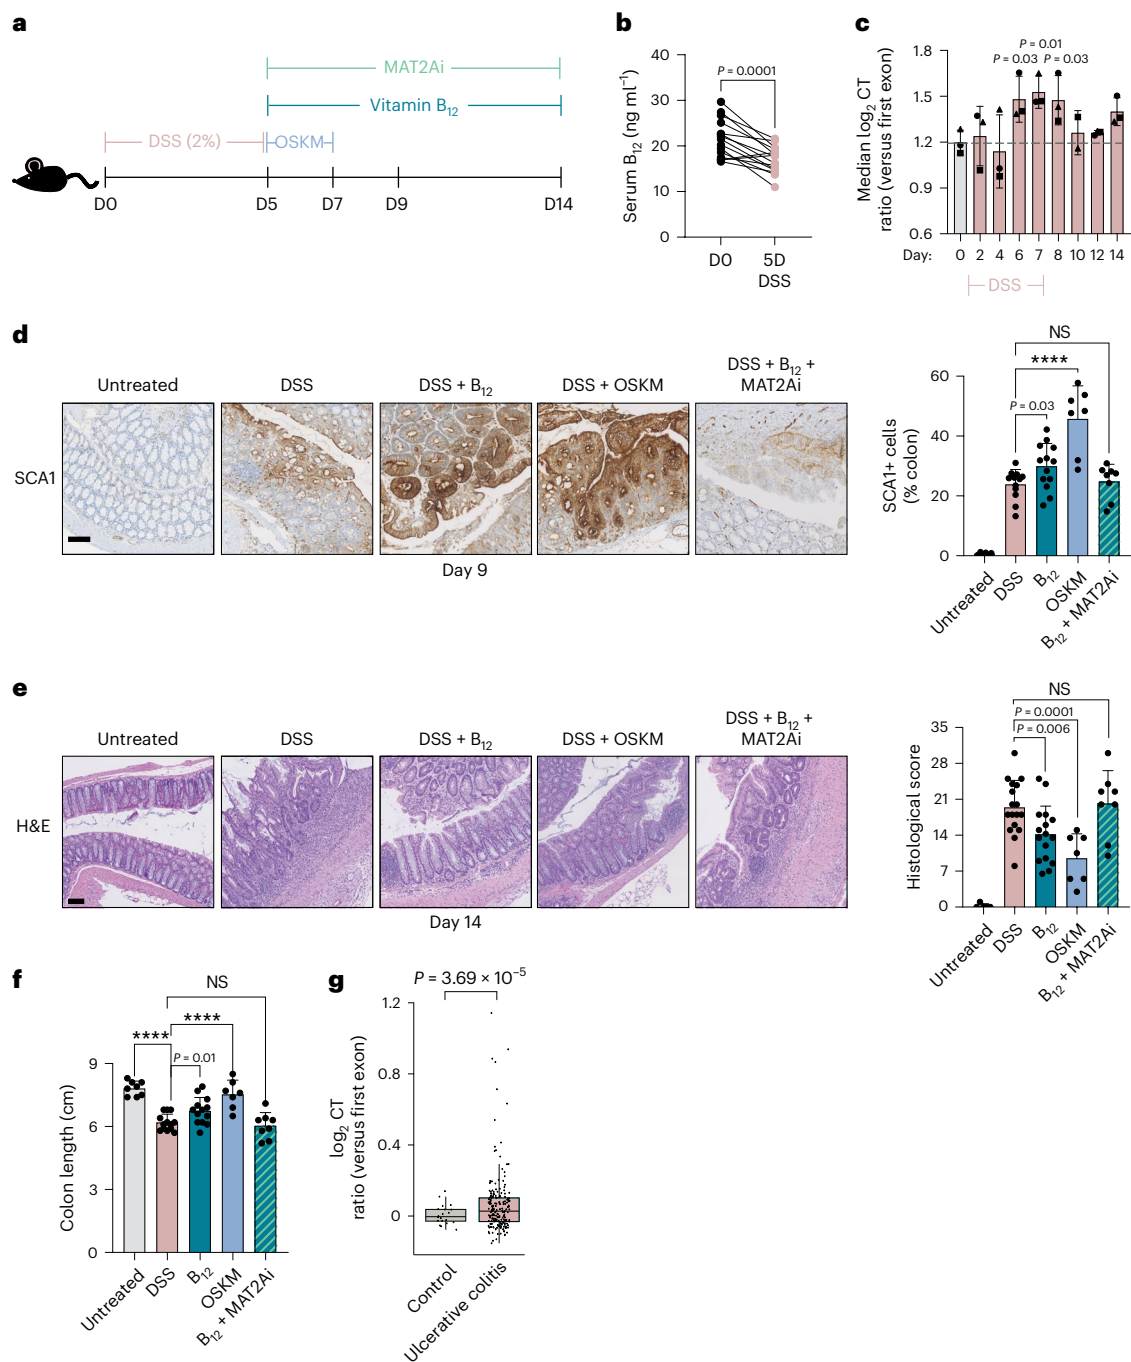 a
MAT2Ai
Vitamin B12
DSS (2%)
OSKM
D0
D5
D7
D9
D14
b
Serum B12 (ng ml−1)
40
30
20
10
0
P = 0.0001
D0
5D
DSS
c
Median log2 CT
ratio (versus first exon)
1.8
1.5
1.2
0.9
0.6
P = 0.01
P = 0.03
P = 0.03
Day:
0
2
4
6
7
8
10
12
14
DSS
d
Untreated
DSS
DSS + B12
DSS + OSKM
DSS + B12 +
MAT2Ai
SCA1
Day 9
SCA1+ cells
(% colon)
60
40
20
0
NS
****
P = 0.03
Untreated
DSS
B12
OSKM
B12 + MAT2Ai
e
Untreated
DSS
DSS + B12
DSS + OSKM
DSS + B12 +
MAT2Ai
H&E
Day 14
Histological score
35
28
21
14
7
0
NS
P = 0.0001
P = 0.006
Untreated
DSS
B12
OSKM
B12 + MAT2Ai
f
Colon length (cm)
9
6
3
0
NS
****
****
P = 0.01
Untreated
DSS
B12
OSKM
B12 + MAT2Ai
g
P = 3.69 × 10−5
log2 CT
ratio (versus first exon)
1.2
0.8
0.4
0
Control
Ulcerative colitis